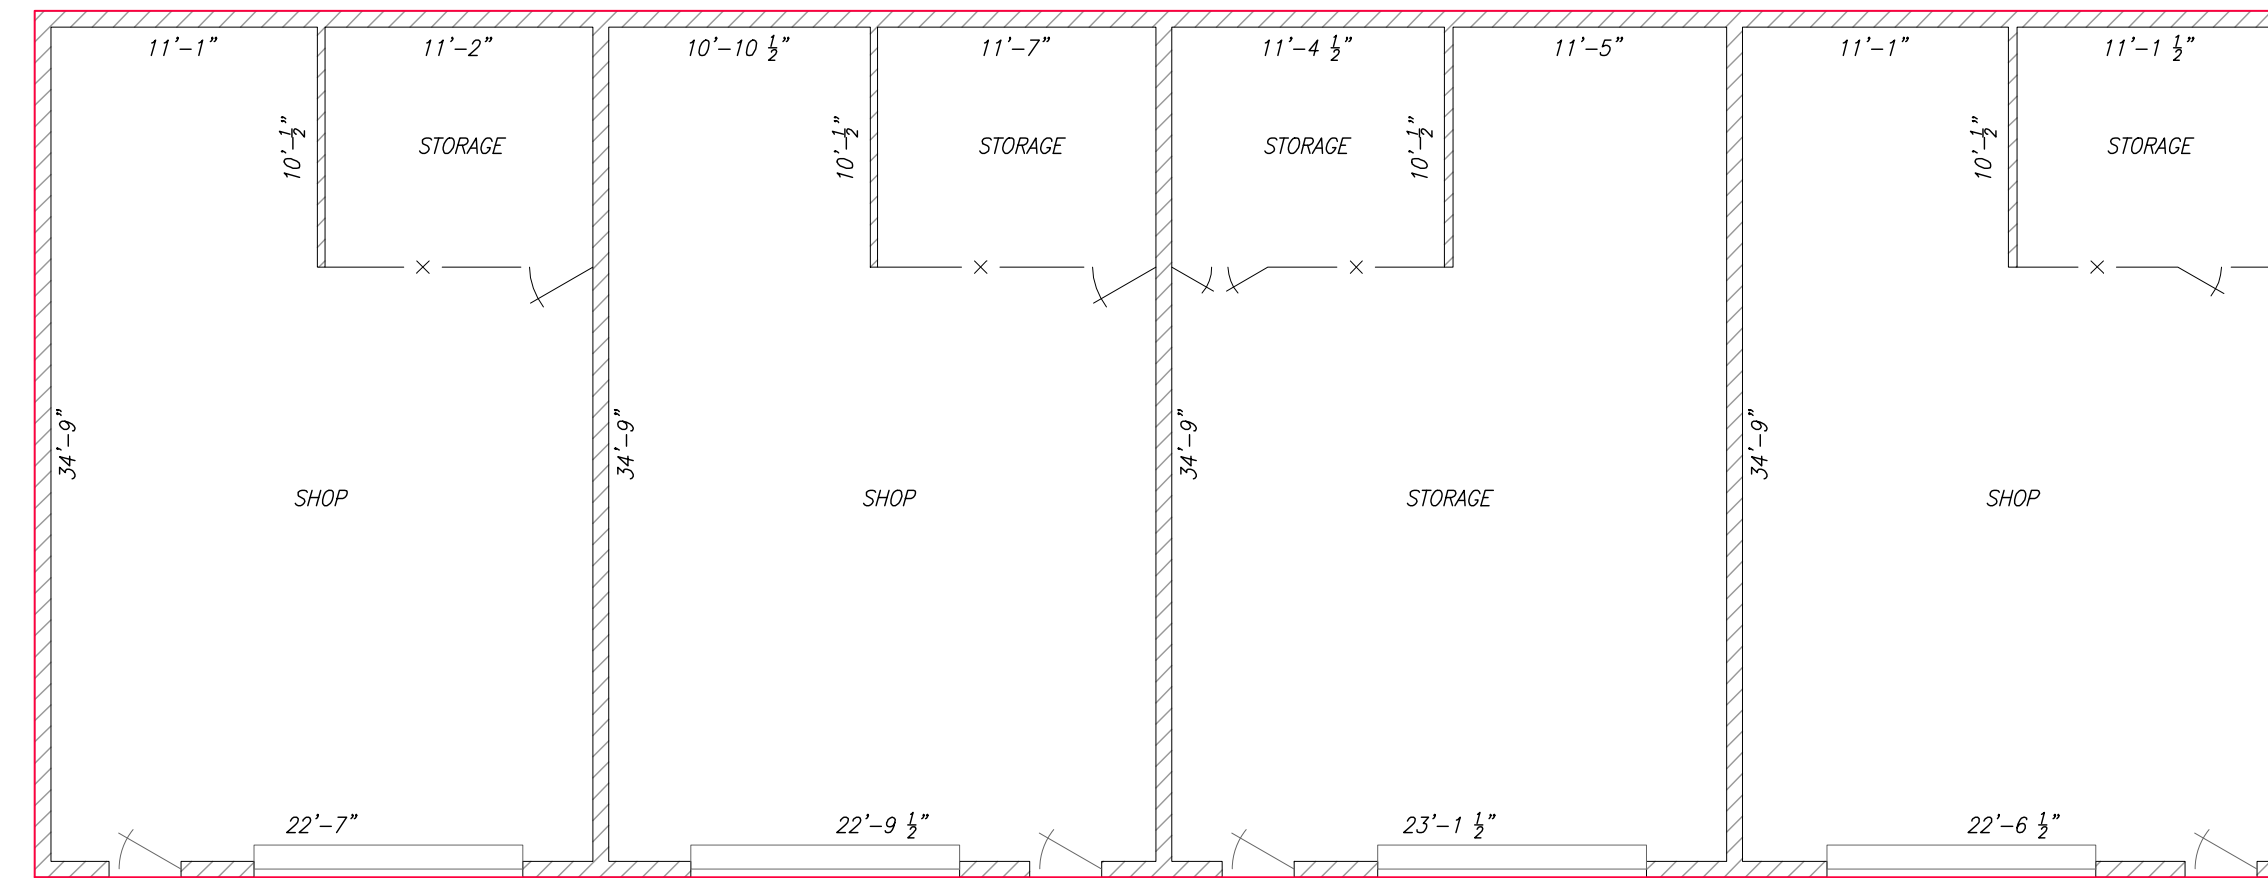 11'-1" 11'-2" 10'-10 1/2" 11'-7" 11'-4 1/2" 11'-5" 11'-1" 11'-1 1/2"
10'-1/2" STORAGE 10'-1/2" STORAGE STORAGE 10'-1/2" 10'-1/2" STORAGE
34'-9" 34'-9" 34'-9" 34'-9"
SHOP SHOP STORAGE SHOP
22'-7" 22'-9 1/2" 23'-1 1/2" 22'-6 1/2"